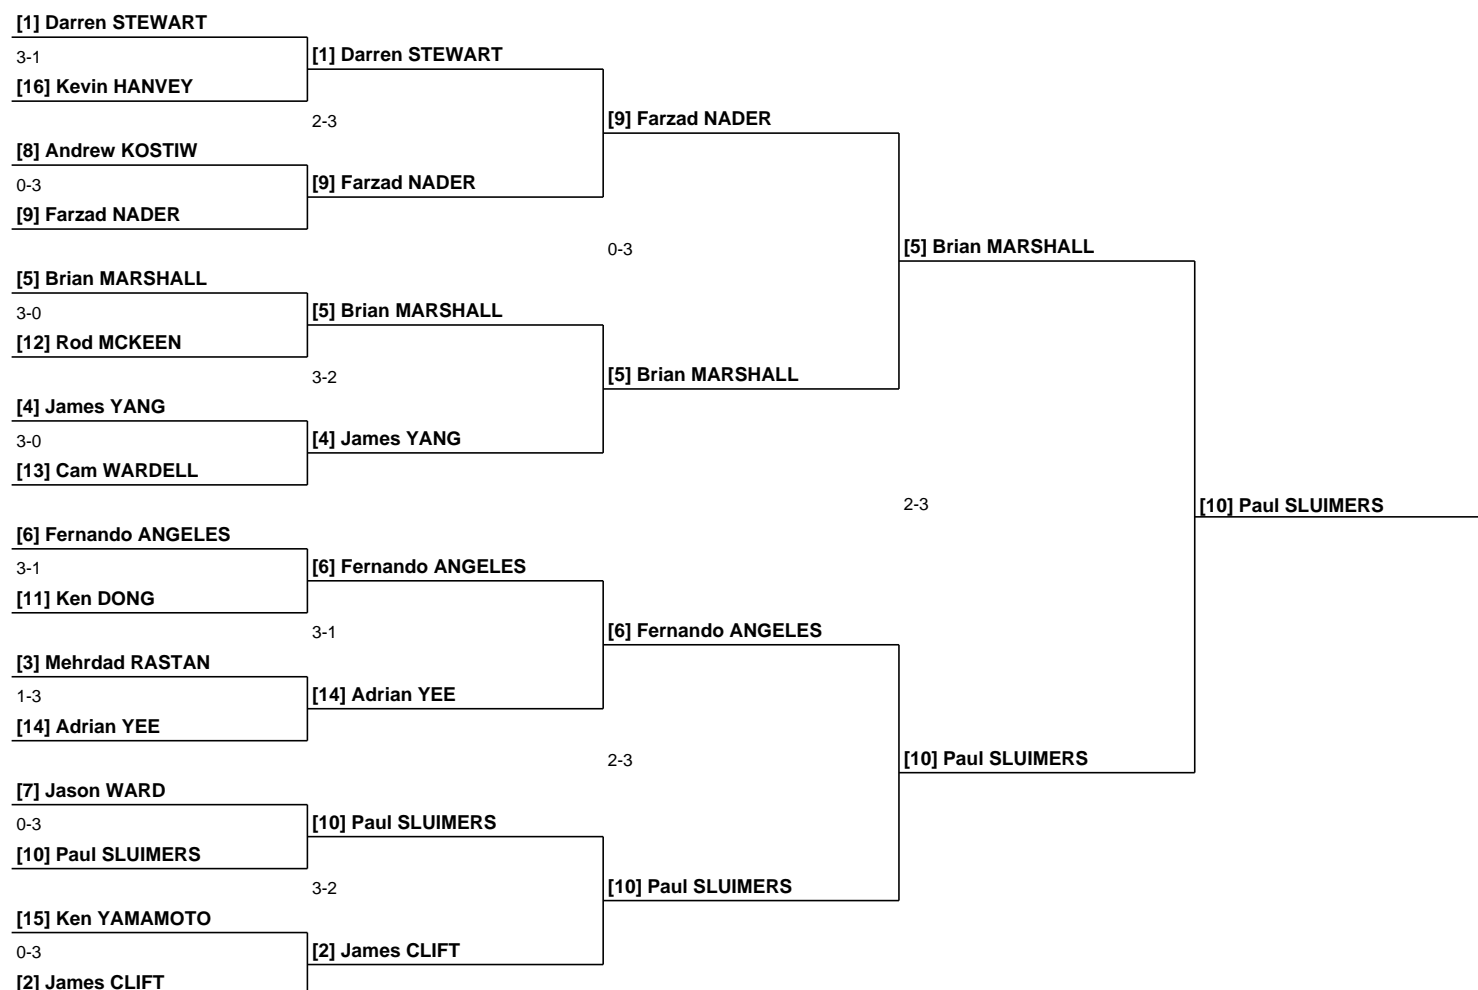 [1] Darren STEWART
3-1
[16] Kevin HANVEY
[8] Andrew KOSTIW
0-3
[9] Farzad NADER
[5] Brian MARSHALL
3-0
[12] Rod MCKEEN
[4] James YANG
3-0
[13] Cam WARDELL
[6] Fernando ANGELES
3-1
[11] Ken DONG
[3] Mehrdad RASTAN
1-3
[14] Adrian YEE
[7] Jason WARD
0-3
[10] Paul SLUIMERS
[15] Ken YAMAMOTO
0-3
[2] James CLIFT
[1] Darren STEWART
2-3
[9] Farzad NADER
[5] Brian MARSHALL
3-2
[4] James YANG
[6] Fernando ANGELES
3-1
[14] Adrian YEE
[10] Paul SLUIMERS
3-2
[2] James CLIFT
[9] Farzad NADER
0-3
[5] Brian MARSHALL
[6] Fernando ANGELES
2-3
[10] Paul SLUIMERS
[5] Brian MARSHALL
2-3
[10] Paul SLUIMERS
[10] Paul SLUIMERS